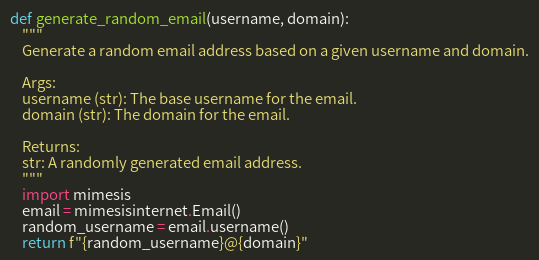 def generate_random_email(username, domain):
"""
Generate a random email address based on a given username and domain.
Args:
username (str): The base username for the email.
domain (str): The domain for the email.
Returns:
str: A randomly generated email address.
"""
import mimesis
email = mimesisinternet.Email()
random_username = email.username()
return f"{random_username}@{domain}"